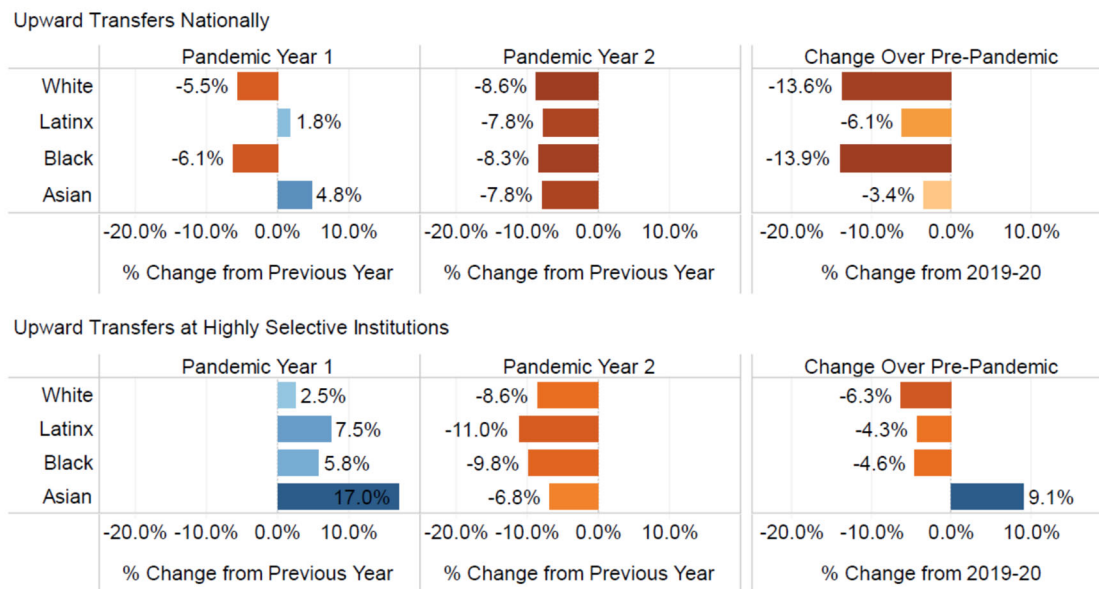 Upward Transfers Nationally
Pandemic Year 1 Pandemic Year 2 Change Over Pre-Pandemic
White -5.5% -8.6% -13.6%
Latinx 1.8% -7.8% -6.1%
Black -6.1% -8.3% -13.9%
Asian 4.8% -7.8% -3.4%
-20.0% -10.0% 0.0% 10.0% -20.0% -10.0% 0.0% 10.0% -20.0% -10.0% 0.0% 10.0%
% Change from Previous Year % Change from Previous Year % Change from 2019-20
Upward Transfers at Highly Selective Institutions
Pandemic Year 1 Pandemic Year 2 Change Over Pre-Pandemic
White 2.5% -8.6% -6.3%
Latinx 7.5% -11.0% -4.3%
Black 5.8% -9.8% -4.6%
Asian 17.0% -6.8% 9.1%
-20.0% -10.0% 0.0% 10.0% -20.0% -10.0% 0.0% 10.0% -20.0% -10.0% 0.0% 10.0%
% Change from Previous Year % Change from Previous Year % Change from 2019-20